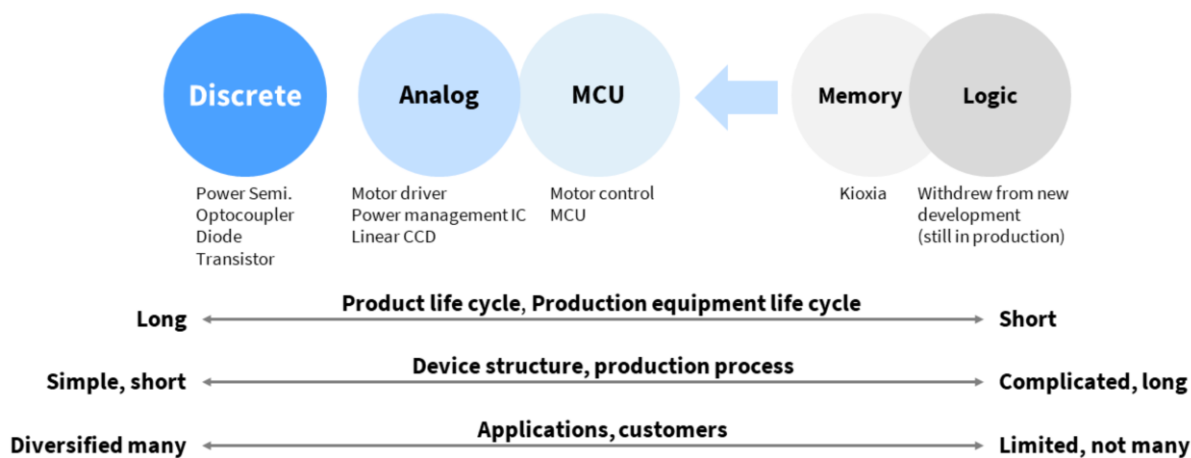 Discrete
Analog
MCU
Memory
Logic
Power Semi.
Optocoupler
Diode
Transistor
Motor driver
Power management IC
Linear CCD
Motor control
MCU
Kioxia
Withdrew from new
development
(still in production)
Product life cycle, Production equipment life cycle
Long
Short
Device structure, production process
Simple, short
Complicated, long
Applications, customers
Diversified many
Limited, not many